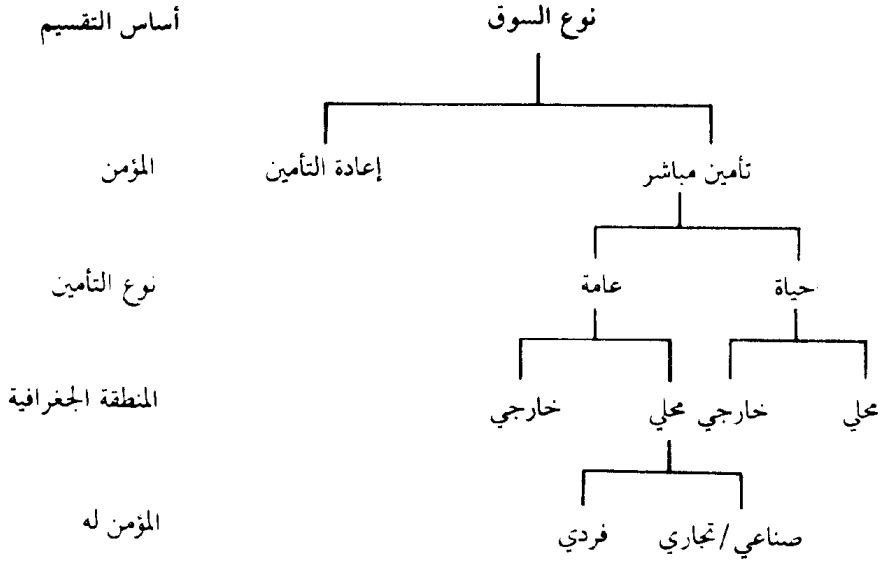 أساس التقسيم
نوع السوق
المؤمن
تأمين مباشر
إعادة التأمين
نوع التأمين
حياة
عامة
المنطقة الجغرافية
محلي
خارجي
محلي
خارجي
المؤمن له
صناعي/تجاري
فردي